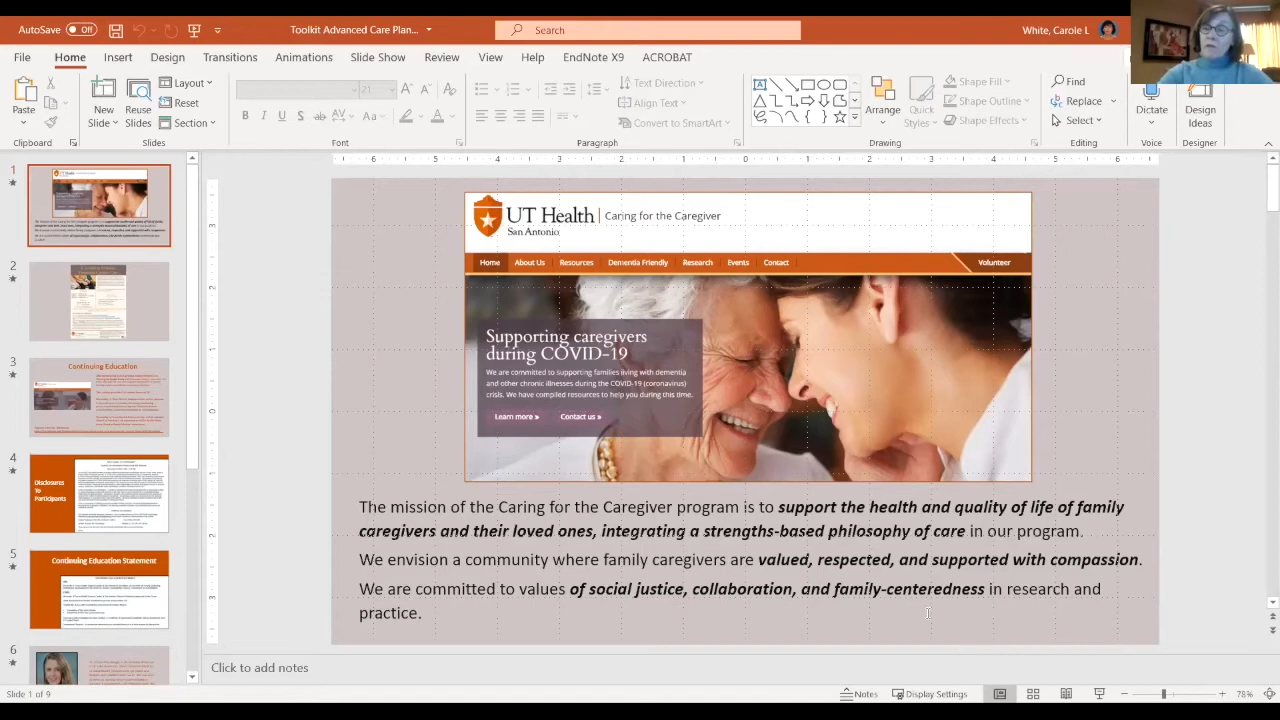 AutoSave Off
Toolkit Advanced Care Plan...
Search
White, Carole L
File Home Insert Design Transitions Animations Slide Show Review View Help EndNote X9 ACROBAT
Paste
New Slide
Reuse Slides
Layout
Reset
Section
Text Direction
Align Text
Convert to SmartArt
Arrange
Quick Styles
Shape Fill
Shape Outline
Shape Effects
Find
Replace
Select
Dictate
Design Ideas
Clipboard Slides Font Paragraph Drawing Editing Voice Designer
1
2
3
Continuing Education
4
Disclosures
To
Participants
5
Continuing Education Statement
6
UT Health | Caring for the Caregiver
San Antonio
Home About Us Resources Dementia Friendly Research Events Contact Volunteer
Supporting caregivers
during COVID-19
We are committed to supporting families living with dementia
and other chronic illnesses during the COVID-19 (coronavirus)
crisis. We have compiled resources to help you during this time.
Learn more » Contact us »
The mission of the Caring for the Caregiver program is to support the health and quality of life of family
caregivers and their loved ones, integrating a strengths-based philosophy of care in our program.
We envision a community where family caregivers are valued, respected, and supported with compassion.
We are committed to values of social justice, collaboration, and family-centeredness in research and
practice.
Click to add notes
Slide 1 of 9
Notes Display Settings 78%